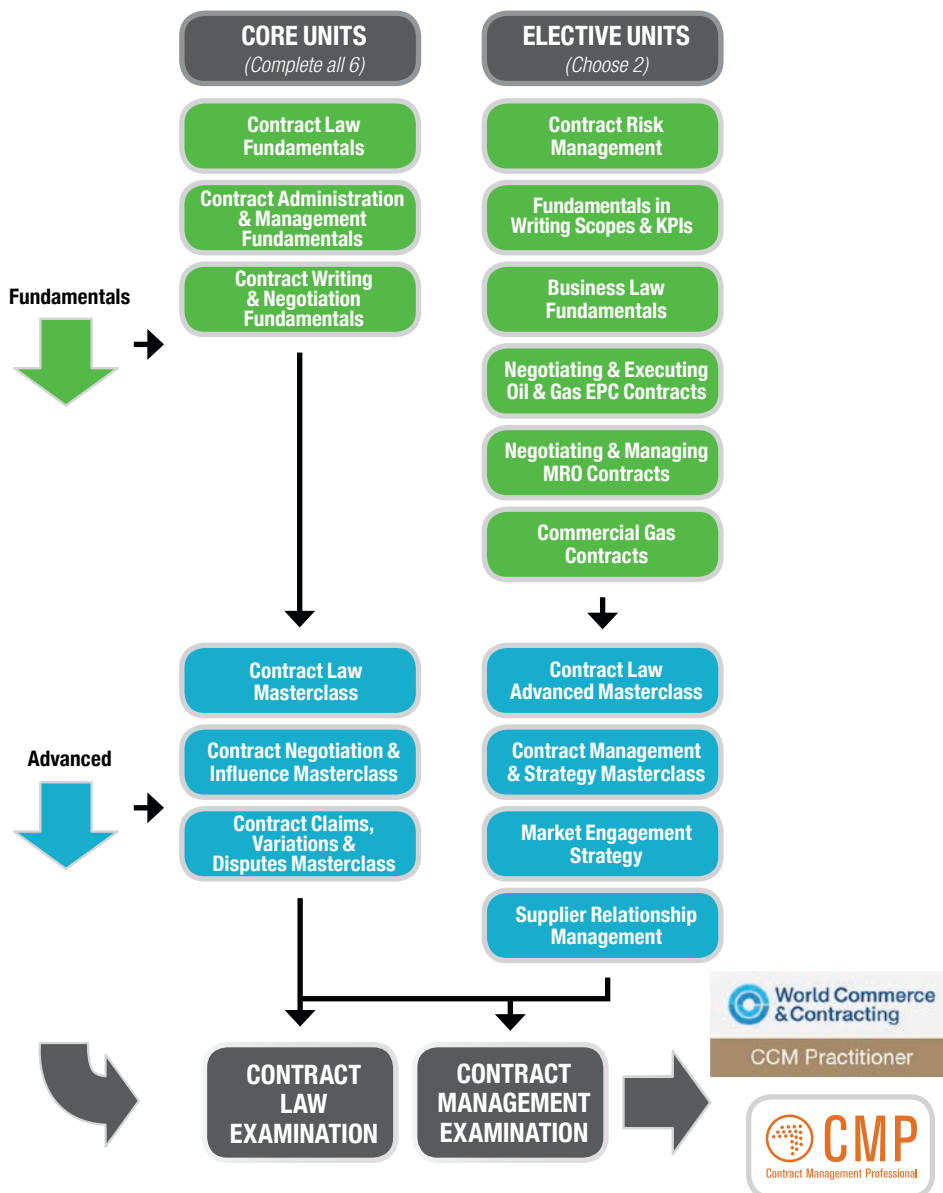 CORE UNITS
(Complete all 6)
ELECTIVE UNITS
(Choose 2)
Fundamentals
Contract Law
Fundamentals
Contract Administration
& Management
Fundamentals
Contract Writing
& Negotiation
Fundamentals
Contract Risk
Management
Fundamentals in
Writing Scopes & KPIs
Business Law
Fundamentals
Negotiating & Executing
Oil & Gas EPC Contracts
Negotiating & Managing
MRO Contracts
Commercial Gas
Contracts
Advanced
Contract Law
Masterclass
Contract Negotiation &
Influence Masterclass
Contract Claims,
Variations &
Disputes Masterclass
Contract Law
Advanced Masterclass
Contract Management
& Strategy Masterclass
Market Engagement
Strategy
Supplier Relationship
Management
CONTRACT
LAW
EXAMINATION
CONTRACT
MANAGEMENT
EXAMINATION
World Commerce
& Contracting
CCM Practitioner
CMP
Contract Management Professional